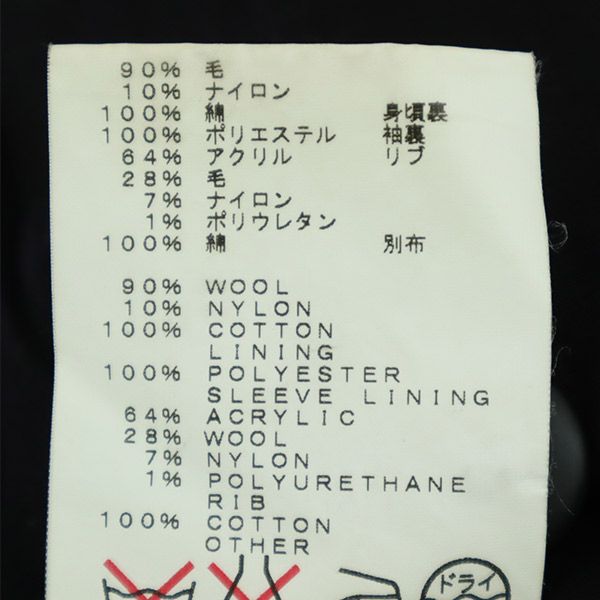 90% 毛
10% ナイロン
100% 綿 身頃裏
100% ポリエステル 袖裏
64% アクリル リブ
28% 毛
7% ナイロン
1% ポリウレタン
100% 綿 別布
90% WOOL
10% NYLON
100% COTTON
LINING
100% POLYESTER
SLEEVE LINING
64% ACRYLIC
28% WOOL
7% NYLON
1% POLYURETHANE
RIB
100% COTTON
OTHER
ドライ